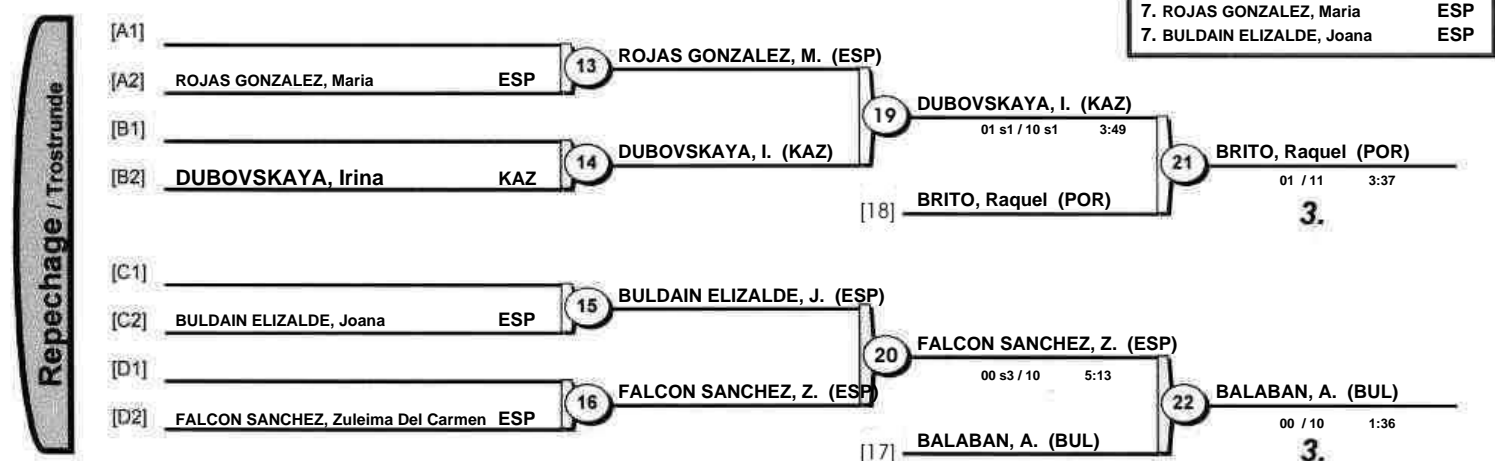 7. ROJAS GONZALEZ, Maria ESP
7. BULDAIN ELIZALDE, Joana ESP
Repechage / Trostrunde
[A1]
13 ROJAS GONZALEZ, M. (ESP)
[A2] ROJAS GONZALEZ, Maria ESP
19 DUBOVSKAYA, I. (KAZ)
01 s1 / 10 s1 3:49
[B1]
14 DUBOVSKAYA, I. (KAZ)
[B2] DUBOVSKAYA, Irina KAZ
21 BRITO, Raquel (POR)
01 / 11 3:37
[18] BRITO, Raquel (POR)
3.
[C1]
15 BULDAIN ELIZALDE, J. (ESP)
[C2] BULDAIN ELIZALDE, Joana ESP
20 FALCON SANCHEZ, Z. (ESP)
00 s3 / 10 5:13
[D1]
16 FALCON SANCHEZ, Z. (ESP)
[D2] FALCON SANCHEZ, Zuleima Del Carmen ESP
22 BALABAN, A. (BUL)
00 / 10 1:36
[17] BALABAN, A. (BUL)
3.